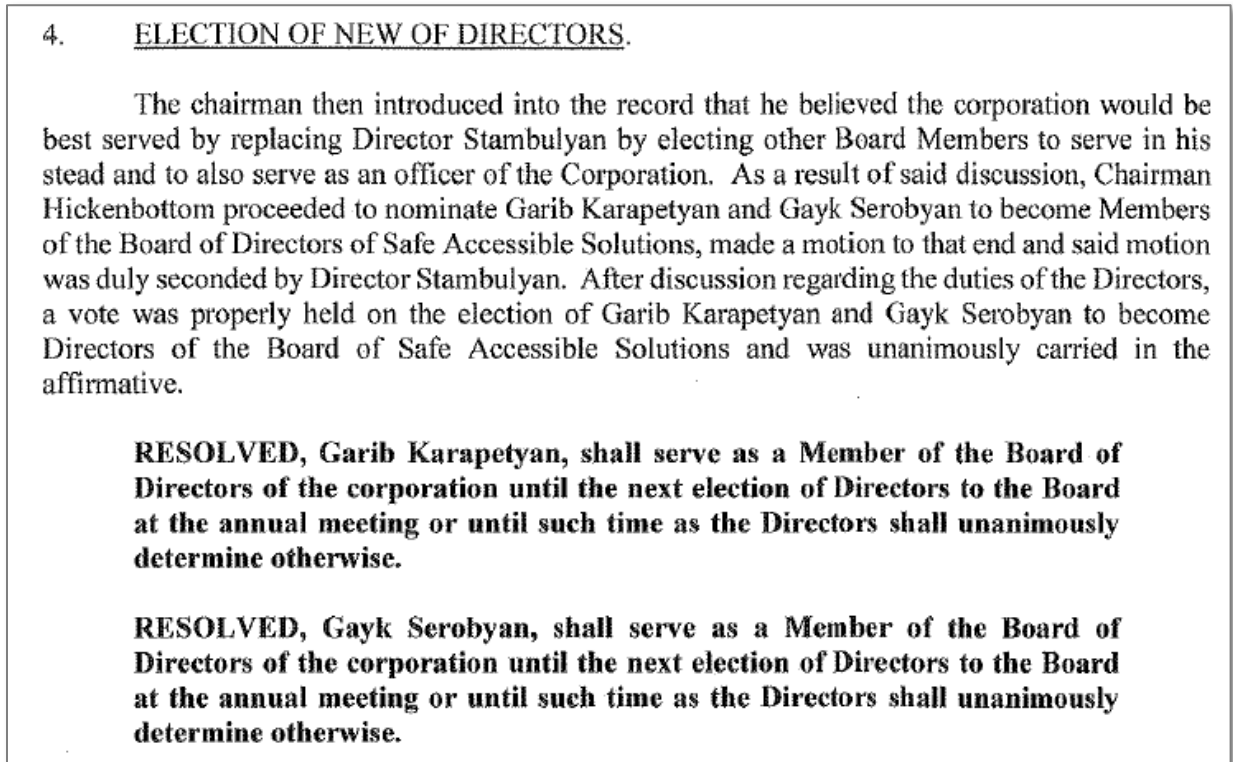 4. ELECTION OF NEW OF DIRECTORS.
The chairman then introduced into the record that he believed the corporation would be
best served by replacing Director Stambulyan by electing other Board Members to serve in his
stead and to also serve as an officer of the Corporation. As a result of said discussion, Chairman
Hickenbottom proceeded to nominate Garib Karapetyan and Gayk Serobyan to become Members
of the Board of Directors of Safe Accessible Solutions, made a motion to that end and said motion
was duly seconded by Director Stambulyan. After discussion regarding the duties of the Directors,
a vote was properly held on the election of Garib Karapetyan and Gayk Serobyan to become
Directors of the Board of Safe Accessible Solutions and was unanimously carried in the
affirmative.
RESOLVED, Garib Karapetyan, shall serve as a Member of the Board of
Directors of the corporation until the next election of Directors to the Board
at the annual meeting or until such time as the Directors shall unanimously
determine otherwise.
RESOLVED, Gayk Serobyan, shall serve as a Member of the Board of
Directors of the corporation until the next election of Directors to the Board
at the annual meeting or until such time as the Directors shall unanimously
determine otherwise.